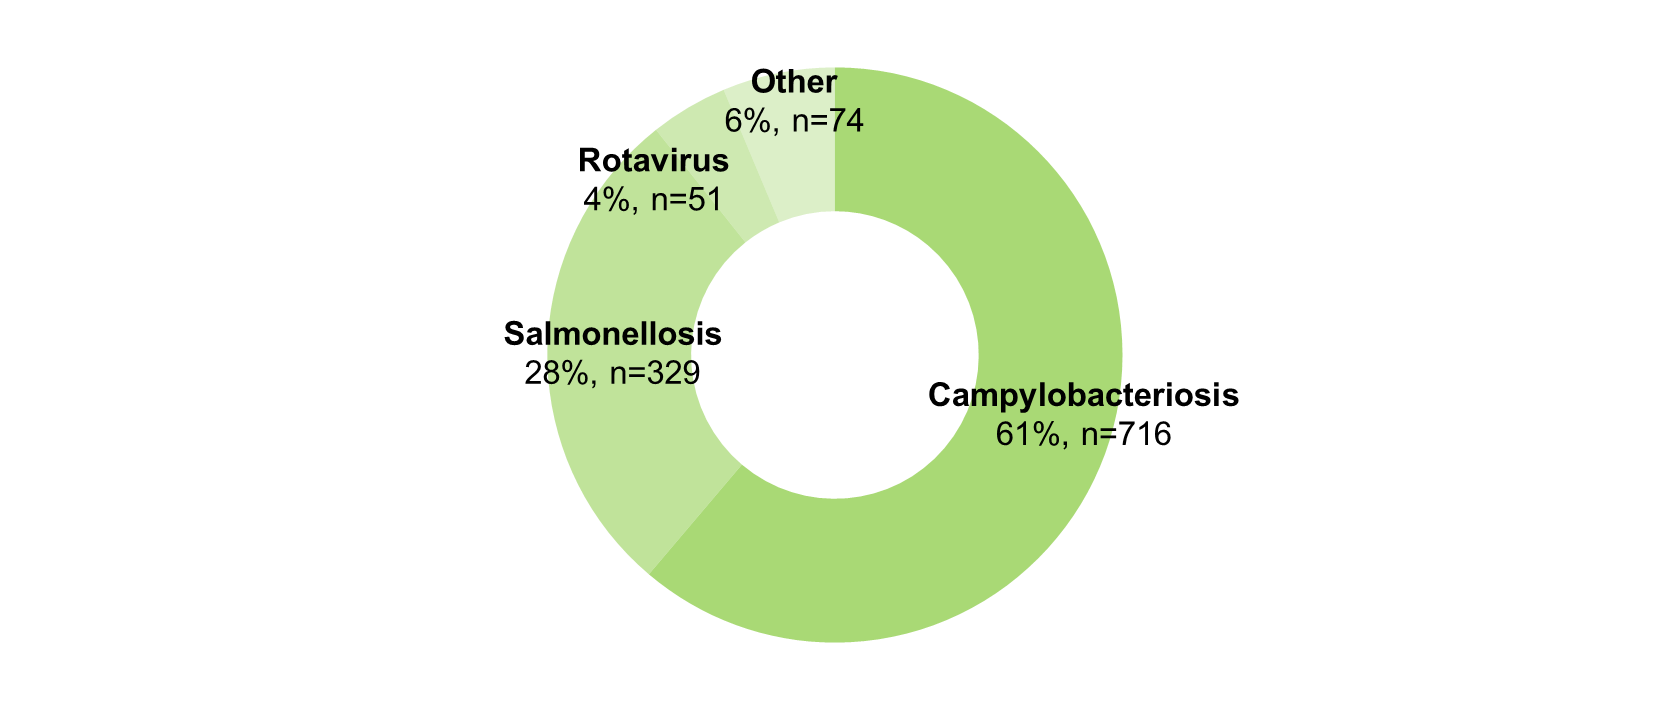 Other
6%, n=74
Rotavirus
4%, n=51
Salmonellosis
28%, n=329
Campylobacteriosis
61%, n=716